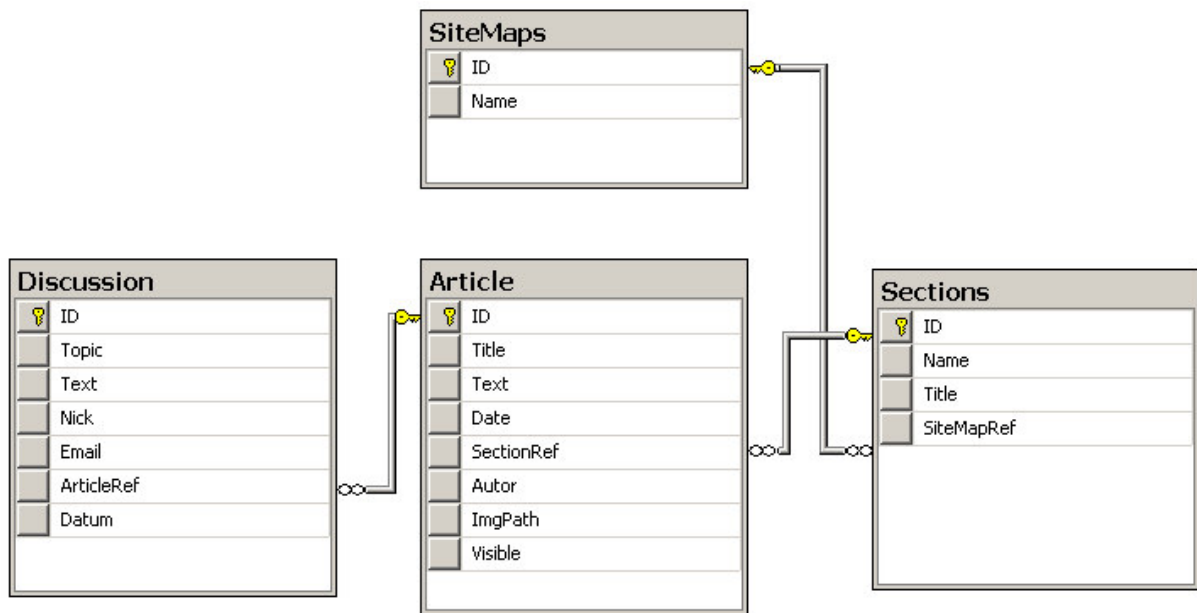 SiteMaps
ID
Name
Discussion
ID
Topic
Text
Nick
Email
ArticleRef
Datum
Article
ID
Title
Text
Date
SectionRef
Autor
ImgPath
Visible
Sections
ID
Name
Title
SiteMapRef